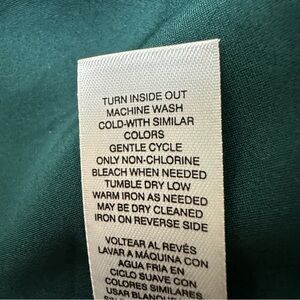 TURN INSIDE OUT
MACHINE WASH
COLD-WITH SIMILAR
COLORS
GENTLE CYCLE
ONLY NON-CHLORINE
BLEACH WHEN NEEDED
TUMBLE DRY LOW
WARM IRON AS NEEDED
MAY BE DRY CLEANED
IRON ON REVERSE SIDE
VOLTEAR AL REVÉS
LAVAR A MÁQUINA CON
AGUA FRIA EN
CICLO SUAVE CON
COLORES SIMILARES
USAR BLANQU